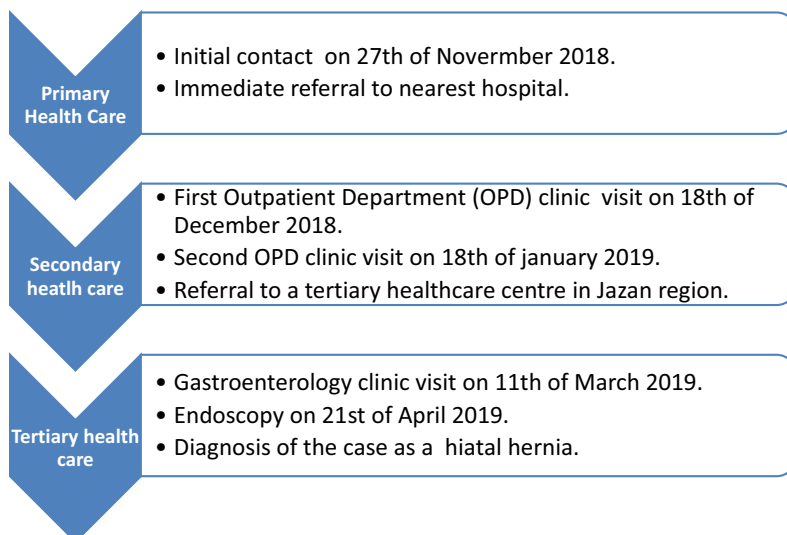 Primary
Health Care
• Initial contact on 27th of Novermber 2018.
• Immediate referral to nearest hospital.
Secondary
heatlh care
• First Outpatient Department (OPD) clinic visit on 18th of
December 2018.
• Second OPD clinic visit on 18th of january 2019.
• Referral to a tertiary healthcare centre in Jazan region.
Tertiary health
care
• Gastroenterology clinic visit on 11th of March 2019.
• Endoscopy on 21st of April 2019.
• Diagnosis of the case as a hiatal hernia.